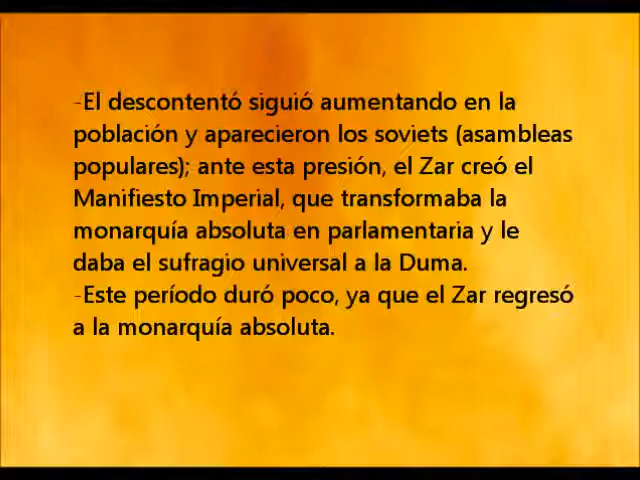 -El descontentó siguió aumentando en la
población y aparecieron los soviets (asambleas
populares); ante esta presión, el Zar creó el
Manifiesto Imperial, que transformaba la
monarquía absoluta en parlamentaria y le
daba el sufragio universal a la Duma.
-Este período duró poco, ya que el Zar regresó
a la monarquía absoluta.